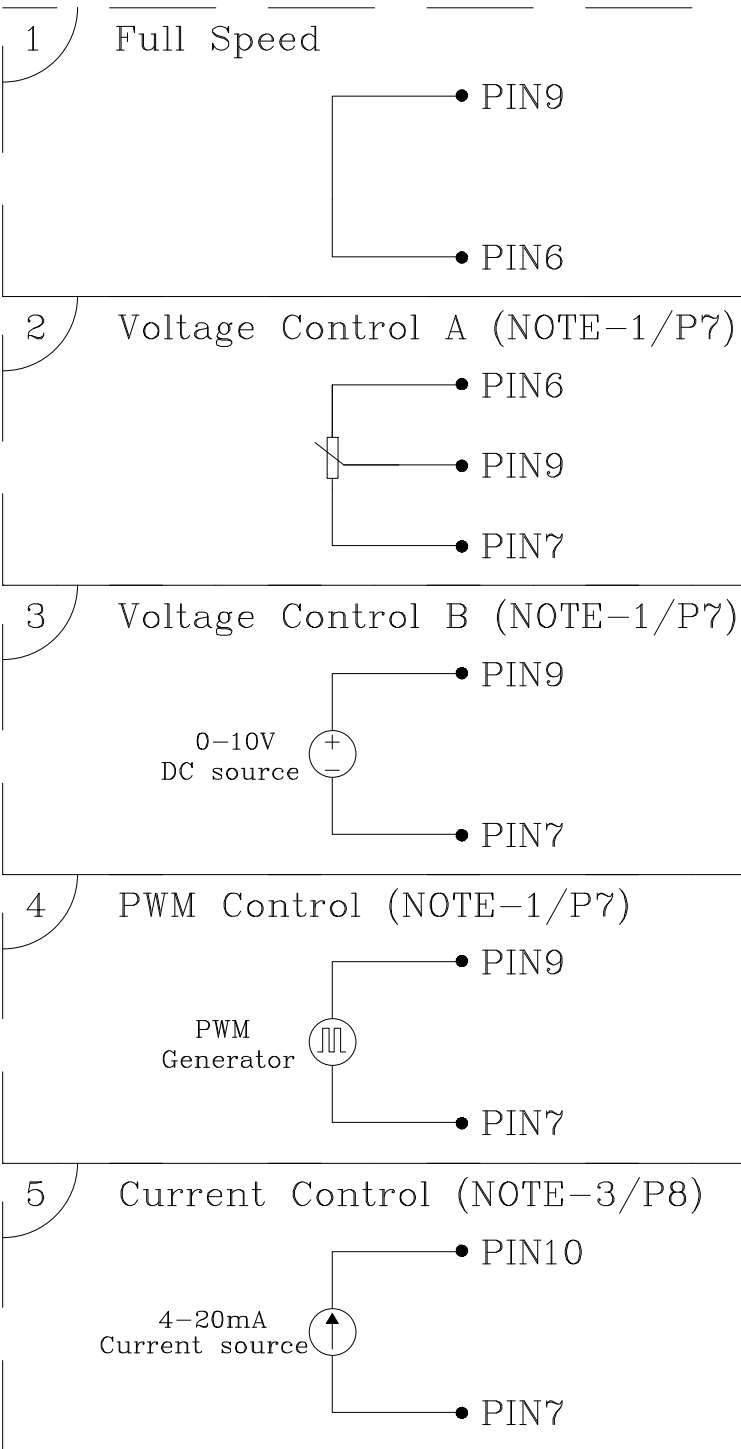 1 Full Speed
PIN9
PIN6
2 Voltage Control A (NOTE-1/P7)
PIN6
PIN9
PIN7
3 Voltage Control B (NOTE-1/P7)
PIN9
0-10V
+
DC source
−
PIN7
4 PWM Control (NOTE-1/P7)
PIN9
PWM
Generator
PIN7
5 Current Control (NOTE-3/P8)
PIN10
4-20mA
Current source
PIN7